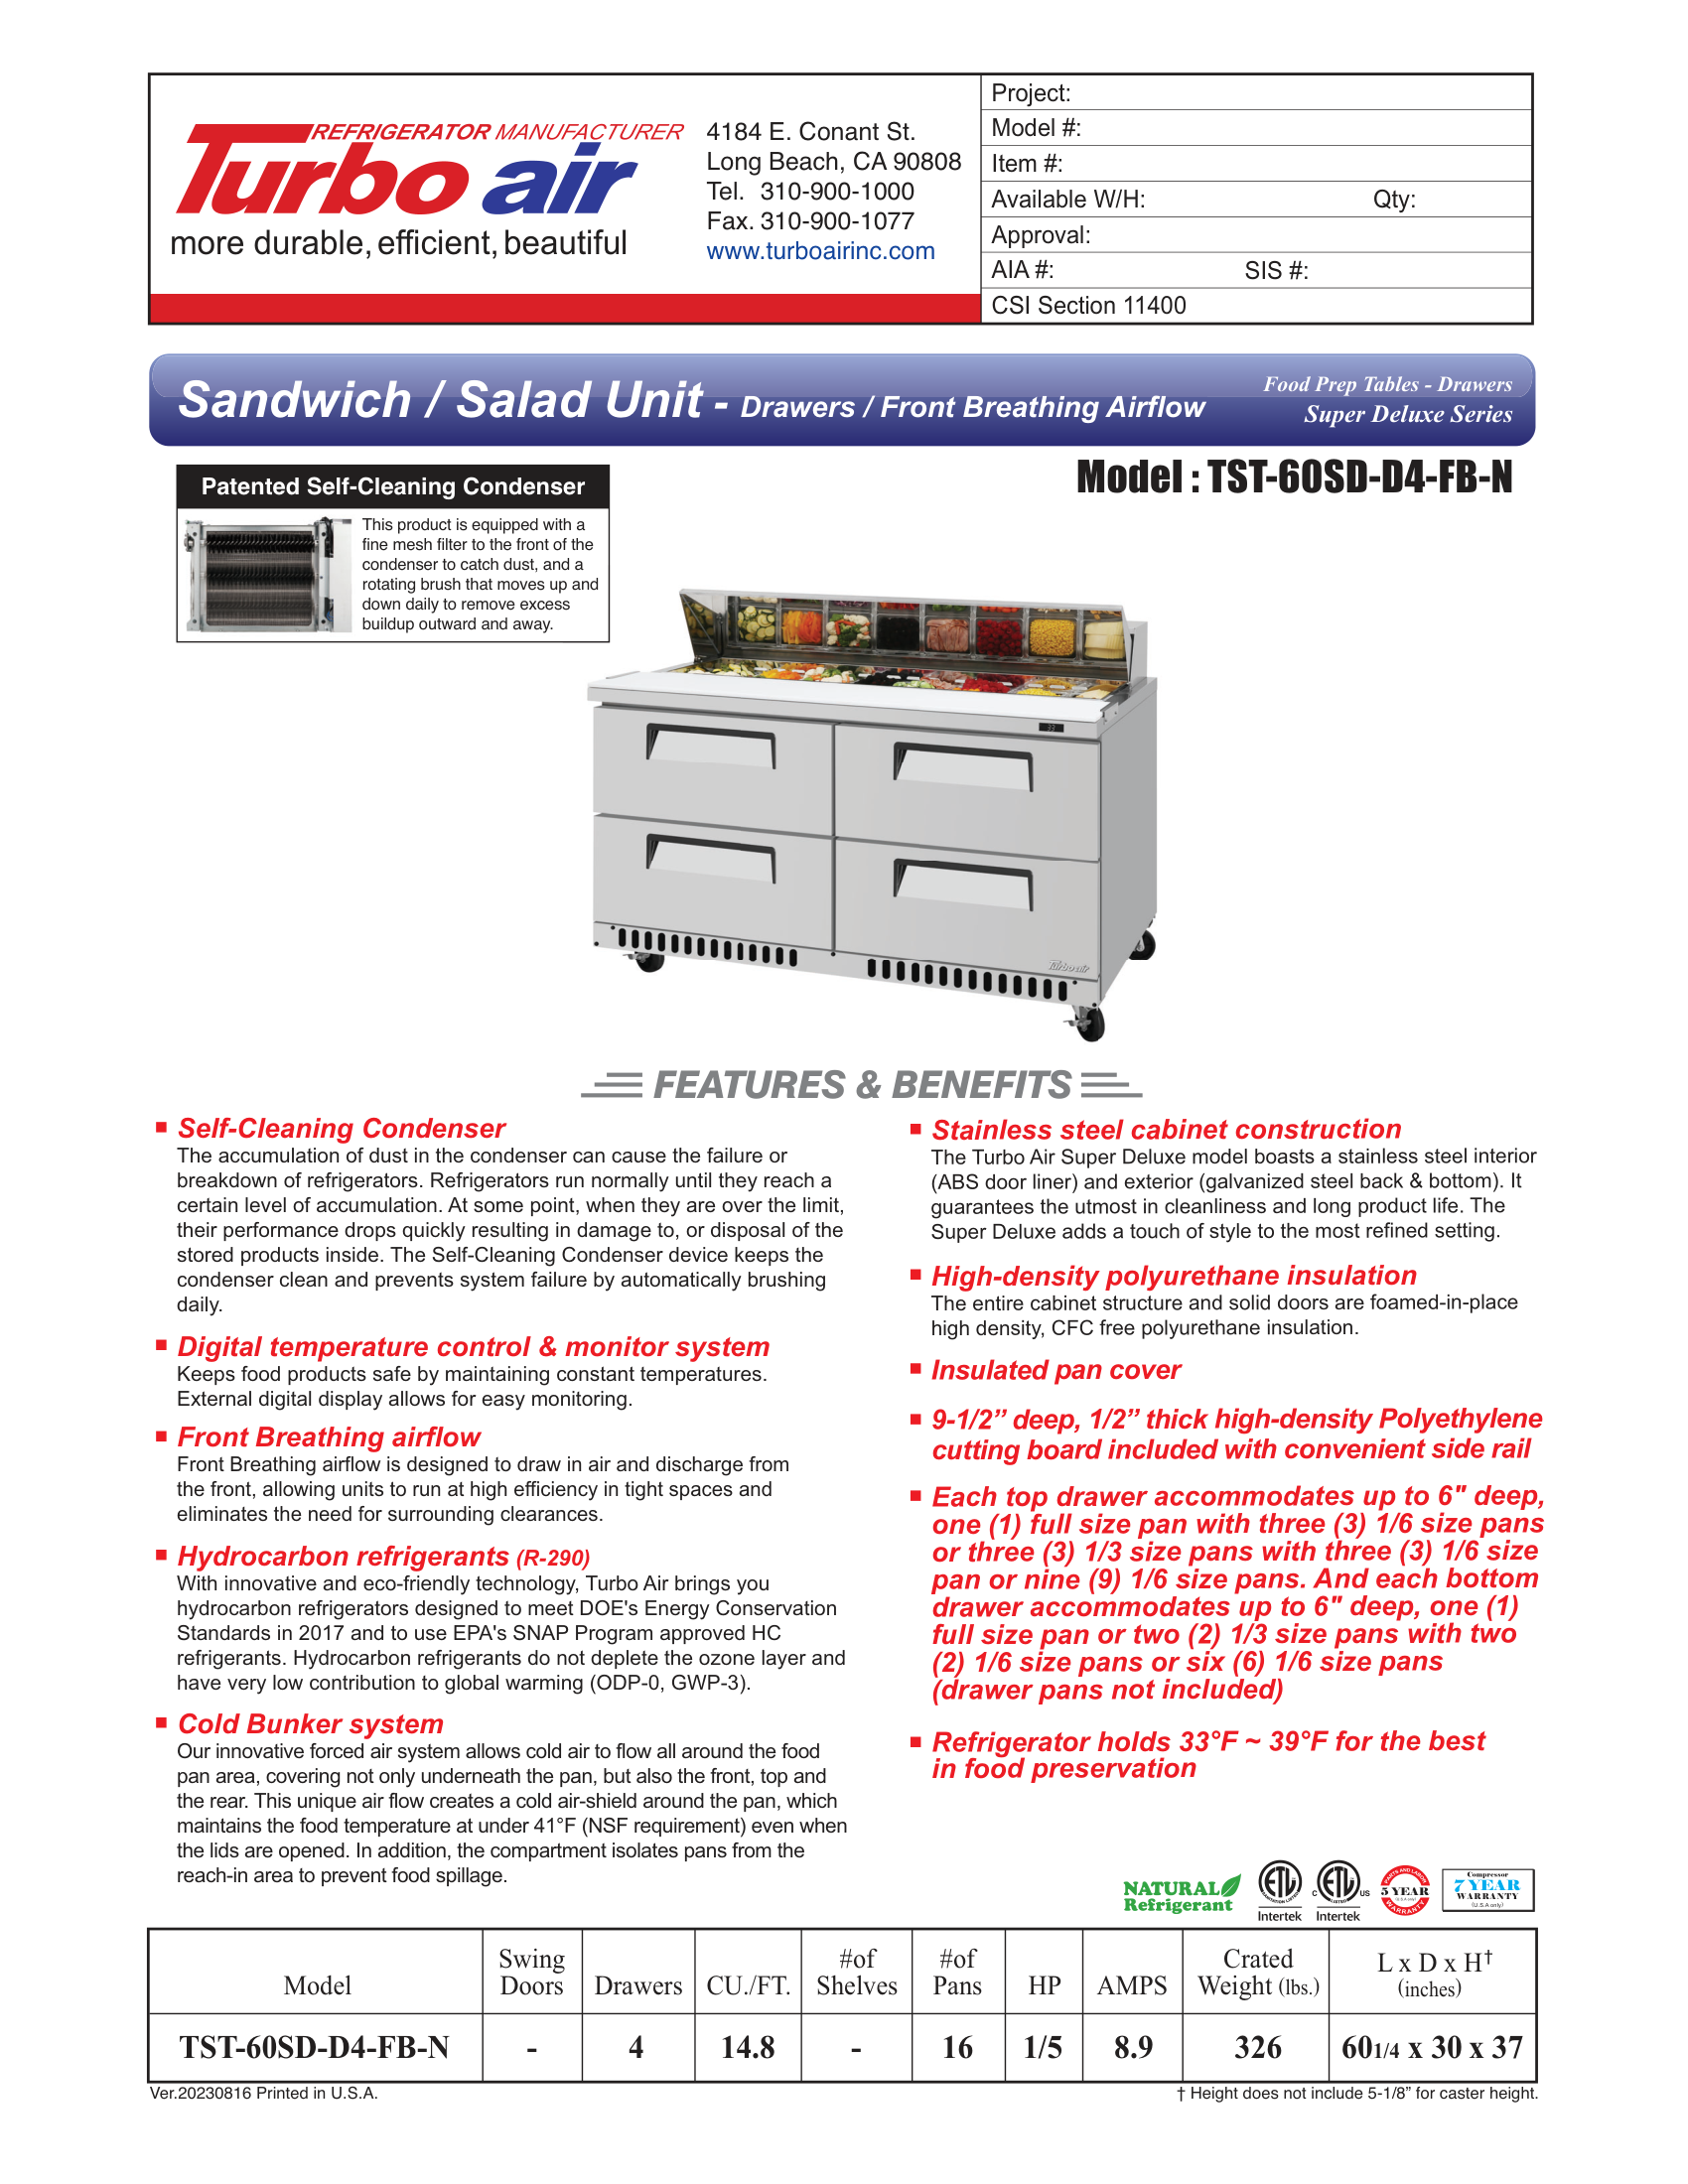 REFRIGERATOR MANUFACTURER
Turbo air
more durable, efficient, beautiful
4184 E. Conant St.
Long Beach, CA 90808
Tel. 310-900-1000
Fax. 310-900-1077
www.turboairinc.com
Project:
Model #:
Item #:
Available W/H: Qty:
Approval:
AIA #: SIS #:
CSI Section 11400
Sandwich / Salad Unit - Drawers / Front Breathing Airflow
Food Prep Tables - Drawers
Super Deluxe Series
Model : TST-60SD-D4-FB-N
Patented Self-Cleaning Condenser
This product is equipped with a
fine mesh filter to the front of the
condenser to catch dust, and a
rotating brush that moves up and
down daily to remove excess
buildup outward and away.
Turbo air
FEATURES & BENEFITS
Self-Cleaning Condenser
The accumulation of dust in the condenser can cause the failure or
breakdown of refrigerators. Refrigerators run normally until they reach a
certain level of accumulation. At some point, when they are over the limit,
their performance drops quickly resulting in damage to, or disposal of the
stored products inside. The Self-Cleaning Condenser device keeps the
condenser clean and prevents system failure by automatically brushing
daily.
Digital temperature control & monitor system
Keeps food products safe by maintaining constant temperatures.
External digital display allows for easy monitoring.
Front Breathing airflow
Front Breathing airflow is designed to draw in air and discharge from
the front, allowing units to run at high efficiency in tight spaces and
eliminates the need for surrounding clearances.
Hydrocarbon refrigerants (R-290)
With innovative and eco-friendly technology, Turbo Air brings you
hydrocarbon refrigerators designed to meet DOE's Energy Conservation
Standards in 2017 and to use EPA's SNAP Program approved HC
refrigerants. Hydrocarbon refrigerants do not deplete the ozone layer and
have very low contribution to global warming (ODP-0, GWP-3).
Cold Bunker system
Our innovative forced air system allows cold air to flow all around the food
pan area, covering not only underneath the pan, but also the front, top and
the rear. This unique air flow creates a cold air-shield around the pan, which
maintains the food temperature at under 41°F (NSF requirement) even when
the lids are opened. In addition, the compartment isolates pans from the
reach-in area to prevent food spillage.
Stainless steel cabinet construction
The Turbo Air Super Deluxe model boasts a stainless steel interior
(ABS door liner) and exterior (galvanized steel back & bottom). It
guarantees the utmost in cleanliness and long product life. The
Super Deluxe adds a touch of style to the most refined setting.
High-density polyurethane insulation
The entire cabinet structure and solid doors are foamed-in-place
high density, CFC free polyurethane insulation.
Insulated pan cover
9-1/2” deep, 1/2” thick high-density Polyethylene
cutting board included with convenient side rail
Each top drawer accommodates up to 6" deep,
one (1) full size pan with three (3) 1/6 size pans
or three (3) 1/3 size pans with three (3) 1/6 size
pan or nine (9) 1/6 size pans. And each bottom
drawer accommodates up to 6" deep, one (1)
full size pan or two (2) 1/3 size pans with two
(2) 1/6 size pans or six (6) 1/6 size pans
(drawer pans not included)
Refrigerator holds 33°F ~ 39°F for the best
in food preservation
NATURAL
Refrigerant
ETL
Intertek
C ETL US
Intertek
PARTS AND LABOR
5 YEAR
WARRANTY
Compressor
7 YEAR
WARRANTY
(U.S.A only)
Model
Swing
Doors
Drawers
CU./FT.
#of
Shelves
#of
Pans
HP
AMPS
Crated
Weight (lbs.)
L x D x H†
(inches)
TST-60SD-D4-FB-N - 4 14.8 - 16 1/5 8.9 326 60 1/4 x 30 x 37
Ver.20230816 Printed in U.S.A.
† Height does not include 5-1/8” for caster height.